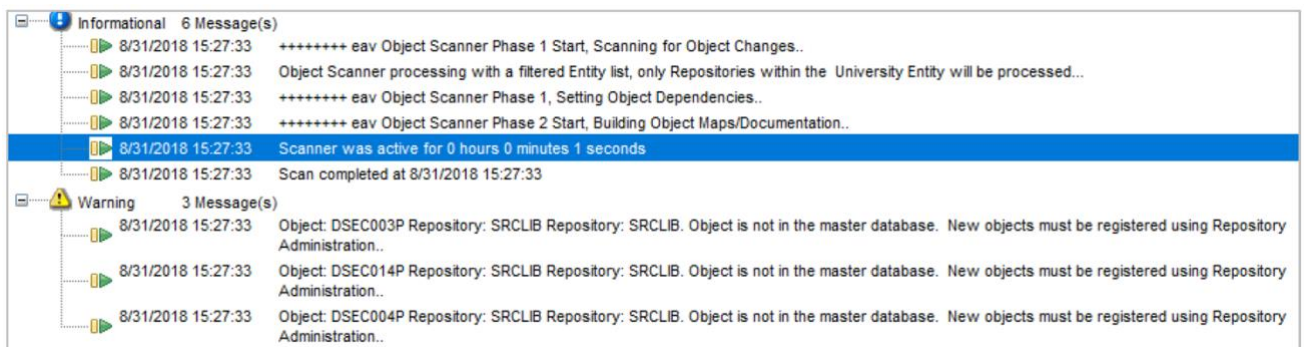 Informational 6 Message(s)
8/31/2018 15:27:33 ++++++++ eav Object Scanner Phase 1 Start, Scanning for Object Changes..
8/31/2018 15:27:33 Object Scanner processing with a filtered Entity list, only Repositories within the University Entity will be processed...
8/31/2018 15:27:33 ++++++++ eav Object Scanner Phase 1, Setting Object Dependencies..
8/31/2018 15:27:33 ++++++++ eav Object Scanner Phase 2 Start, Building Object Maps/Documentation..
8/31/2018 15:27:33 Scanner was active for 0 hours 0 minutes 1 seconds
8/31/2018 15:27:33 Scan completed at 8/31/2018 15:27:33
Warning 3 Message(s)
8/31/2018 15:27:33 Object: DSEC003P Repository: SRCLIB Repository: SRCLIB. Object is not in the master database. New objects must be registered using Repository
Administration..
8/31/2018 15:27:33 Object: DSEC014P Repository: SRCLIB Repository: SRCLIB. Object is not in the master database. New objects must be registered using Repository
Administration..
8/31/2018 15:27:33 Object: DSEC004P Repository: SRCLIB Repository: SRCLIB. Object is not in the master database. New objects must be registered using Repository
Administration..